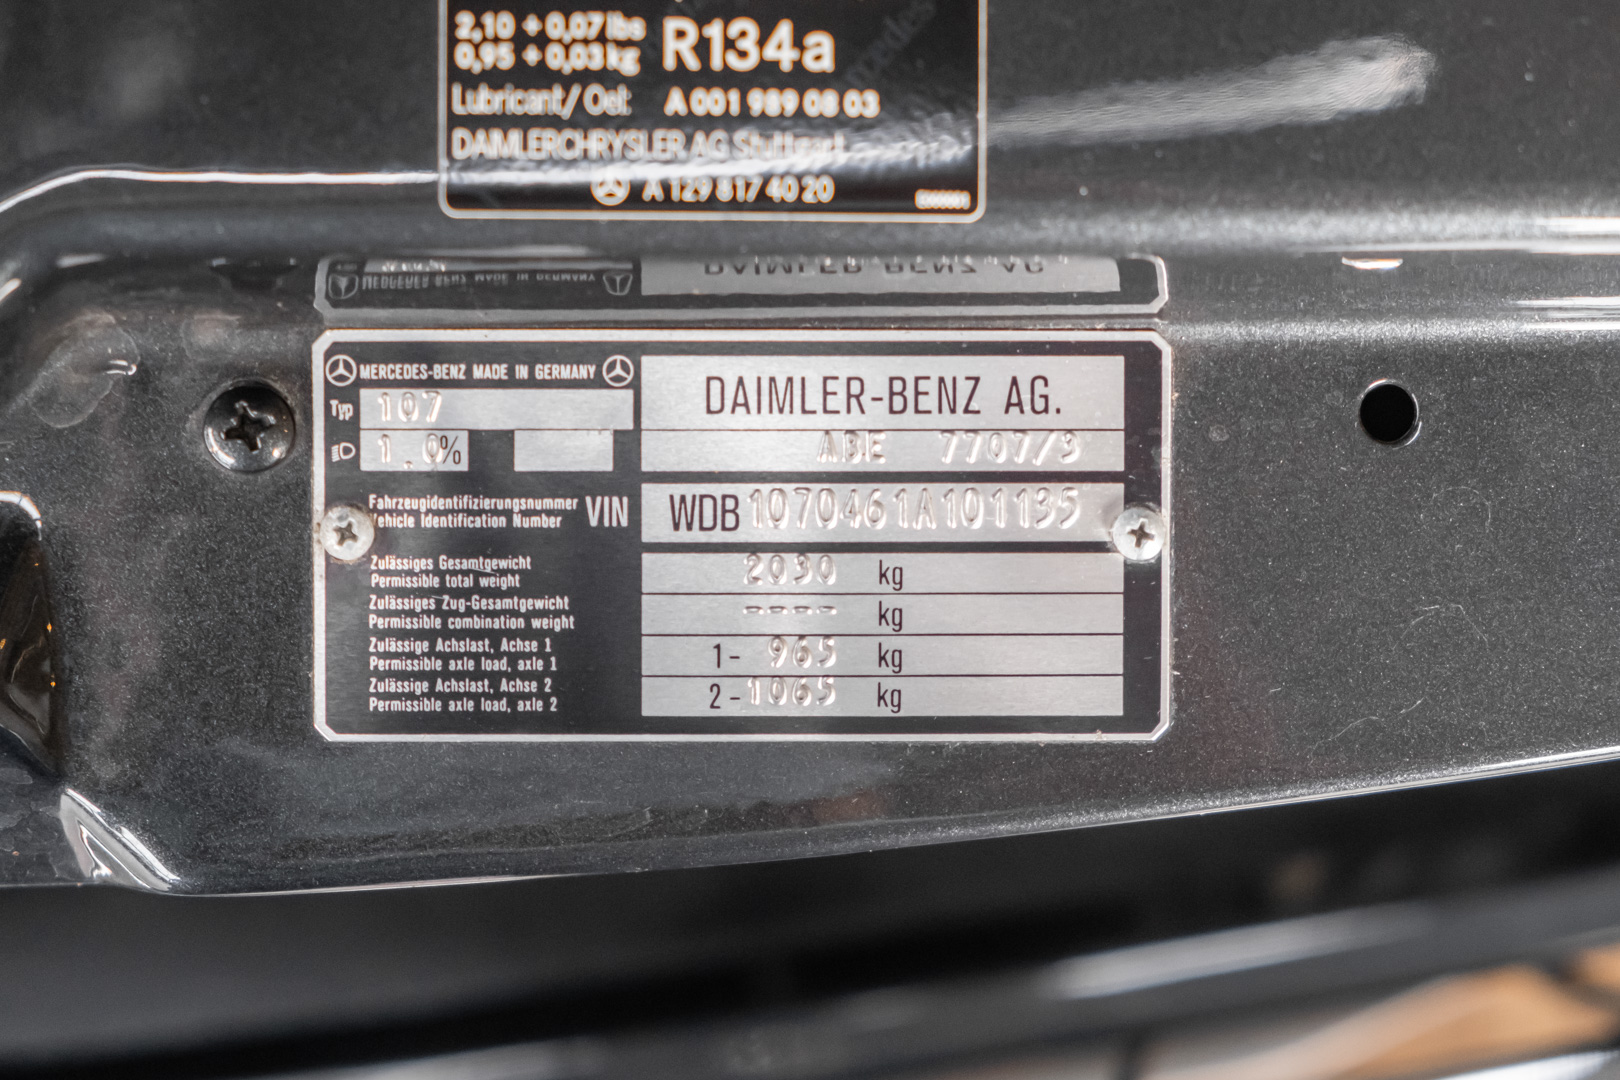 2,10 + 0,07 lbs
0,95 + 0,03 kg
R134a
Lubricant/Oel: A 001 989 08 03
DAIMLERCHRYSLER AG Stuttgart
A 129 817 40 20
MERCEDES-BENZ MADE IN GERMANY
DAIMLER-BENZ AG.
Typ 107
ABE 7707/3
1.0%
Fahrzeugidentifizierungsnummer
Vehicle Identification Number
VIN
WDB 1070461A101135
Zulässiges Gesamtgewicht
Permissible total weight
2030 kg
Zulässiges Zug-Gesamtgewicht
Permissible combination weight
---- kg
Zulässige Achslast, Achse 1
Permissible axle load, axle 1
1- 965 kg
Zulässige Achslast, Achse 2
Permissible axle load, axle 2
2- 1065 kg